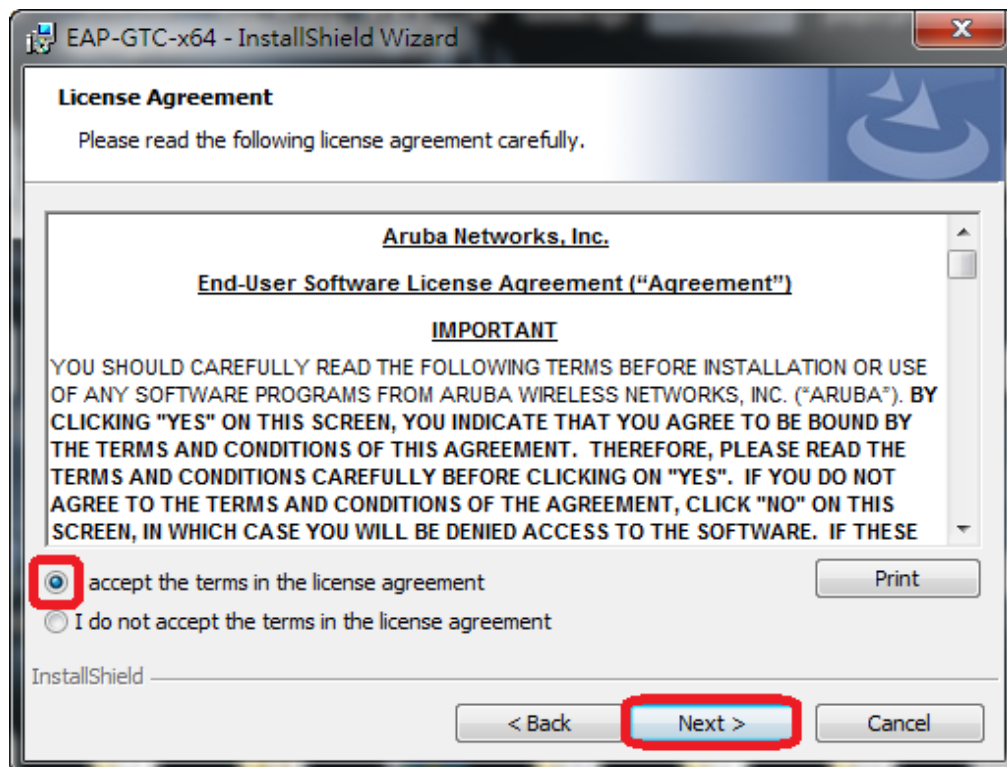 EAP-GTC-x64 - InstallShield Wizard
License Agreement
Please read the following license agreement carefully.
Aruba Networks, Inc.
End-User Software License Agreement (“Agreement”)
IMPORTANT
YOU SHOULD CAREFULLY READ THE FOLLOWING TERMS BEFORE INSTALLATION OR USE
OF ANY SOFTWARE PROGRAMS FROM ARUBA WIRELESS NETWORKS, INC. (“ARUBA”). BY
CLICKING "YES" ON THIS SCREEN, YOU INDICATE THAT YOU AGREE TO BE BOUND BY
THE TERMS AND CONDITIONS OF THIS AGREEMENT. THEREFORE, PLEASE READ THE
TERMS AND CONDITIONS CAREFULLY BEFORE CLICKING ON "YES". IF YOU DO NOT
AGREE TO THE TERMS AND CONDITIONS OF THE AGREEMENT, CLICK "NO" ON THIS
SCREEN, IN WHICH CASE YOU WILL BE DENIED ACCESS TO THE SOFTWARE. IF THESE
accept the terms in the license agreement
Print
I do not accept the terms in the license agreement
InstallShield
< Back
Next >
Cancel